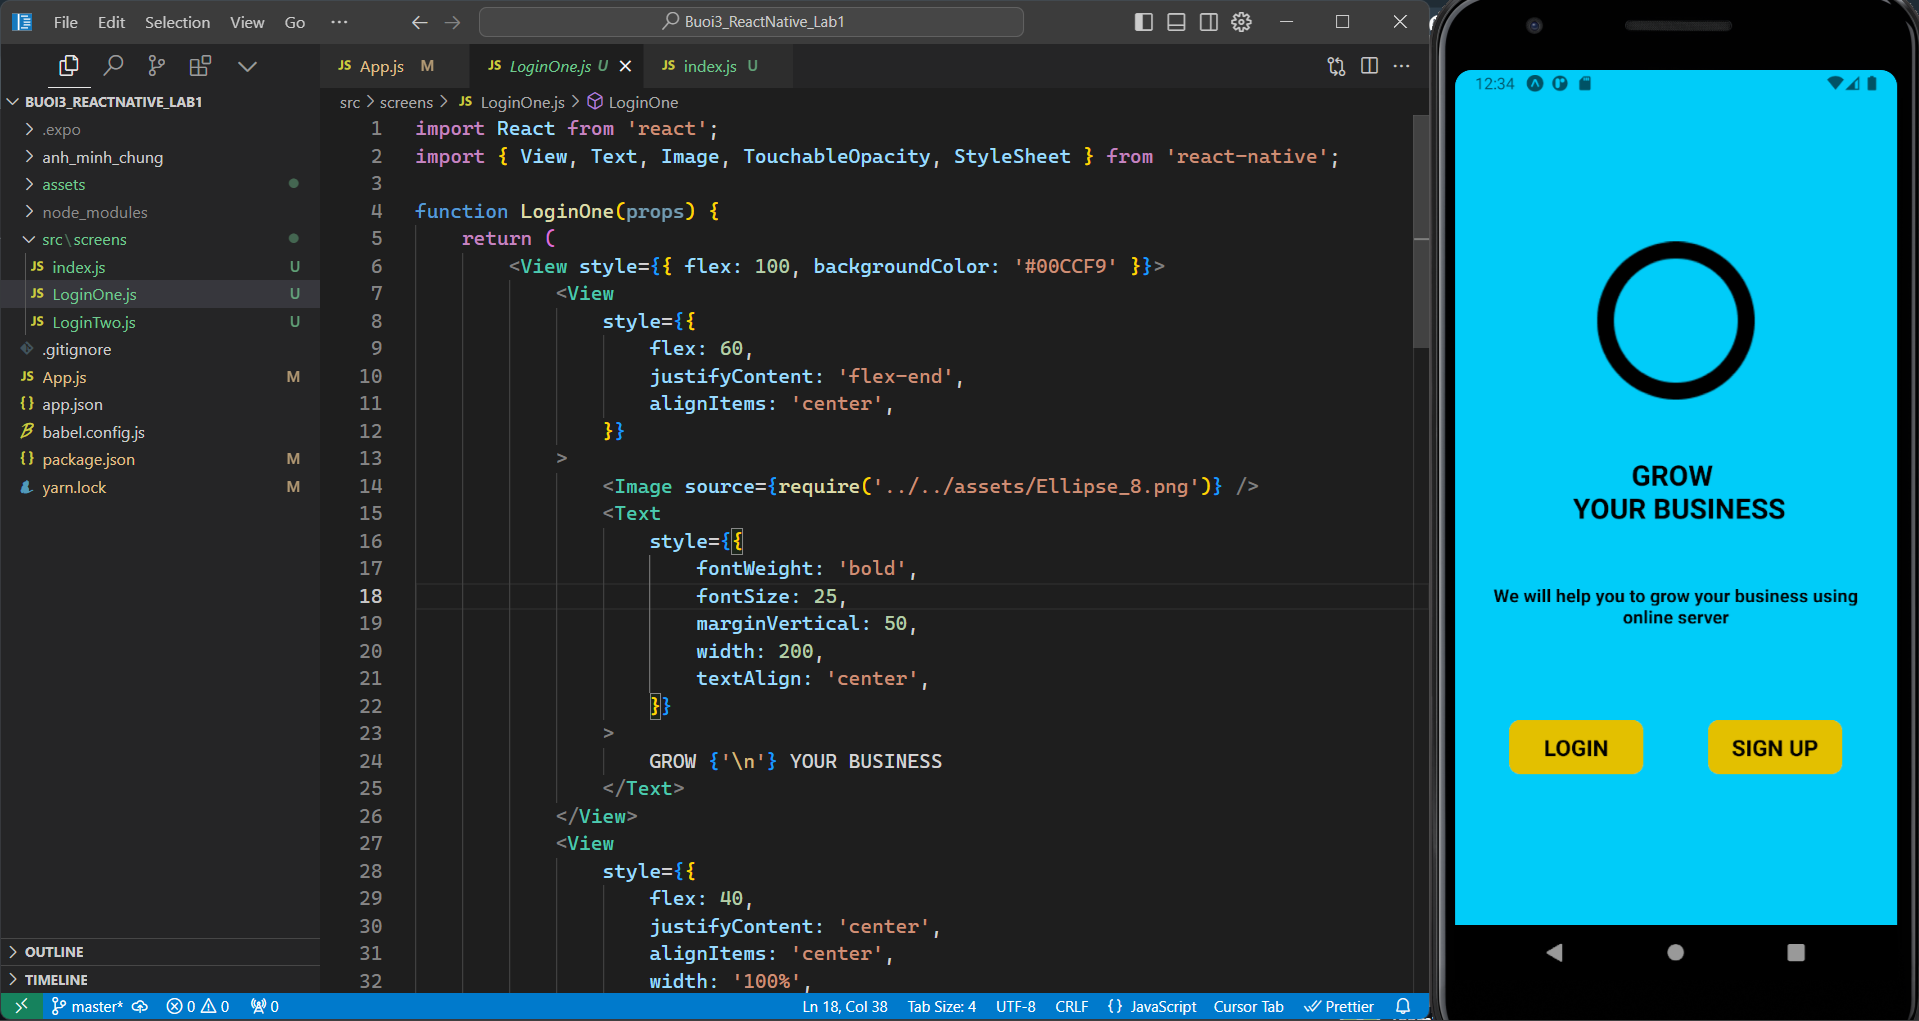 File Edit Selection View Go ···
Buoi3_ReactNative_Lab1
BUOI3_REACTNATIVE_LAB1
.expo
anh_minh_chung
assets
node_modules
src\screens
JS index.js U
JS LoginOne.js U
JS LoginTwo.js U
.gitignore
JS App.js M
{} app.json
babel.config.js
{} package.json M
yarn.lock M
OUTLINE
TIMELINE
JS App.js M
JS LoginOne.js U
JS index.js U
src > screens > JS LoginOne.js > LoginOne
1 import React from 'react';
2 import { View, Text, Image, TouchableOpacity, StyleSheet } from 'react-native';
3
4 function LoginOne(props) {
5 return (
6 <View style={{ flex: 100, backgroundColor: '#00CCF9' }}>
7 <View
8 style={{
9 flex: 60,
10 justifyContent: 'flex-end',
11 alignItems: 'center',
12 }}
13 >
14 <Image source={require('../../assets/Ellipse_8.png')} />
15 <Text
16 style={{
17 fontWeight: 'bold',
18 fontSize: 25,
19 marginVertical: 50,
20 width: 200,
21 textAlign: 'center',
22 }}
23 >
24 GROW {'\n'} YOUR BUSINESS
25 </Text>
26 </View>
27 <View
28 style={{
29 flex: 40,
30 justifyContent: 'center',
31 alignItems: 'center',
32 width: '100%',
master* 0 0 0
Ln 18, Col 38 Tab Size: 4 UTF-8 CRLF {} JavaScript Cursor Tab Prettier
12:34
GROW
YOUR BUSINESS
We will help you to grow your business using
online server
LOGIN SIGN UP